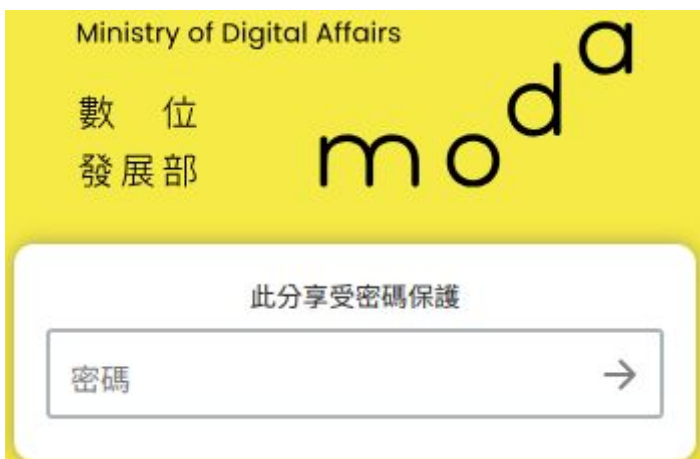 Ministry of Digital Affairs
數位
發展部
moda
此分享受密碼保護
密碼